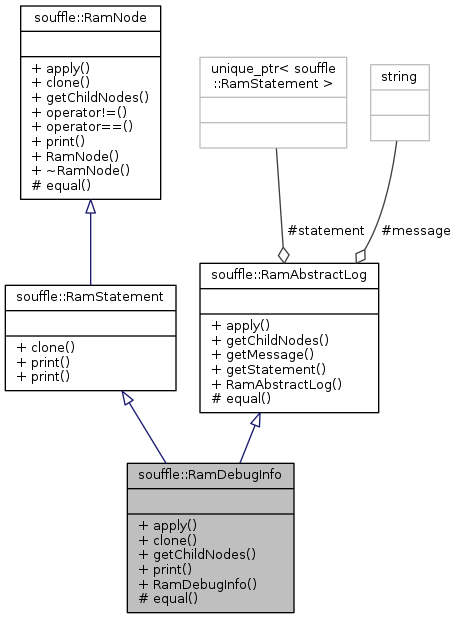 souffle::RamNode
+ apply()
+ clone()
+ getChildNodes()
+ operator!=()
+ operator==()
+ print()
+ RamNode()
+ ~RamNode()
# equal()
unique_ptr< souffle
::RamStatement >
string
#statement
#message
souffle::RamStatement
+ clone()
+ print()
+ print()
souffle::RamAbstractLog
+ apply()
+ getChildNodes()
+ getMessage()
+ getStatement()
+ RamAbstractLog()
# equal()
souffle::RamDebugInfo
+ apply()
+ clone()
+ getChildNodes()
+ print()
+ RamDebugInfo()
# equal()